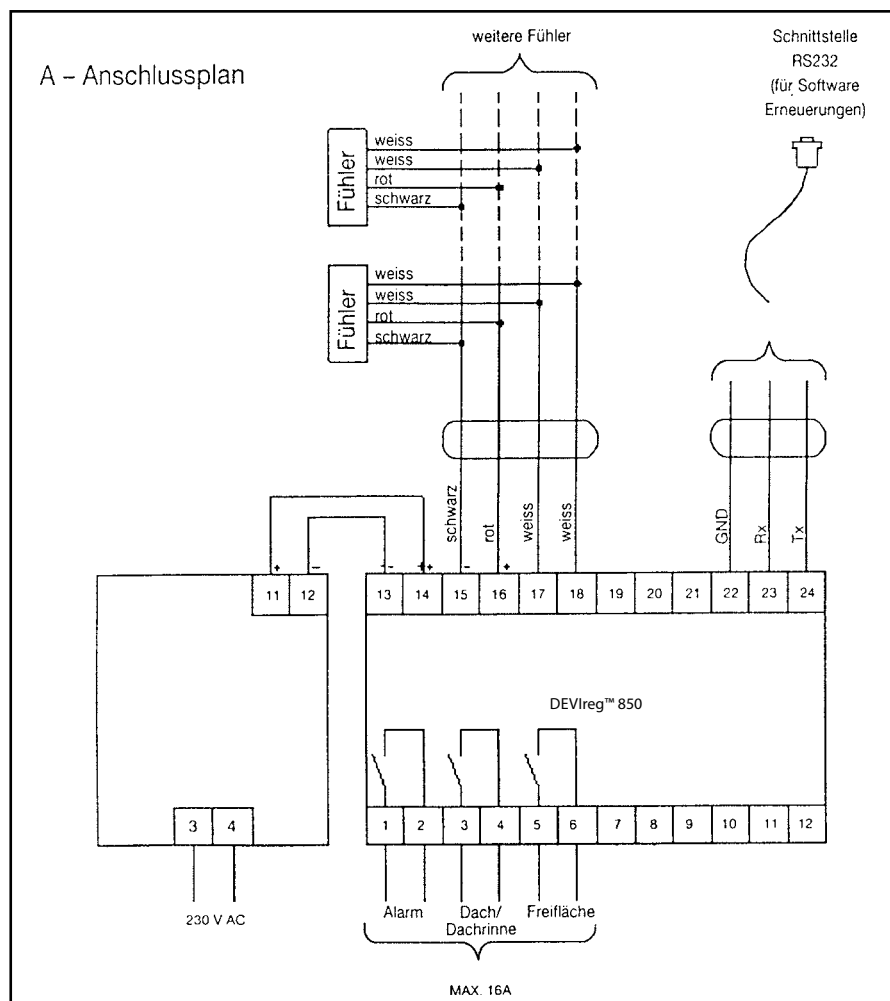 A – Anschlussplan
weitere Fühler
Schnittstelle
RS232
(für Software
Erneuerungen)
Fühler
weiss
weiss
rot
schwarz
Fühler
weiss
weiss
rot
schwarz
schwarz
rot
weiss
weiss
GND
Rx
Tx
+ –
-- ++ – +
11 12
13 14 15 16 17 18 19 20 21 22 23 24
DEVIreg™ 850
3 4
1 2 3 4 5 6 7 8 9 10 11 12
230 V AC
Alarm
Dach/
Dachrinne
Freifläche
MAX. 16A